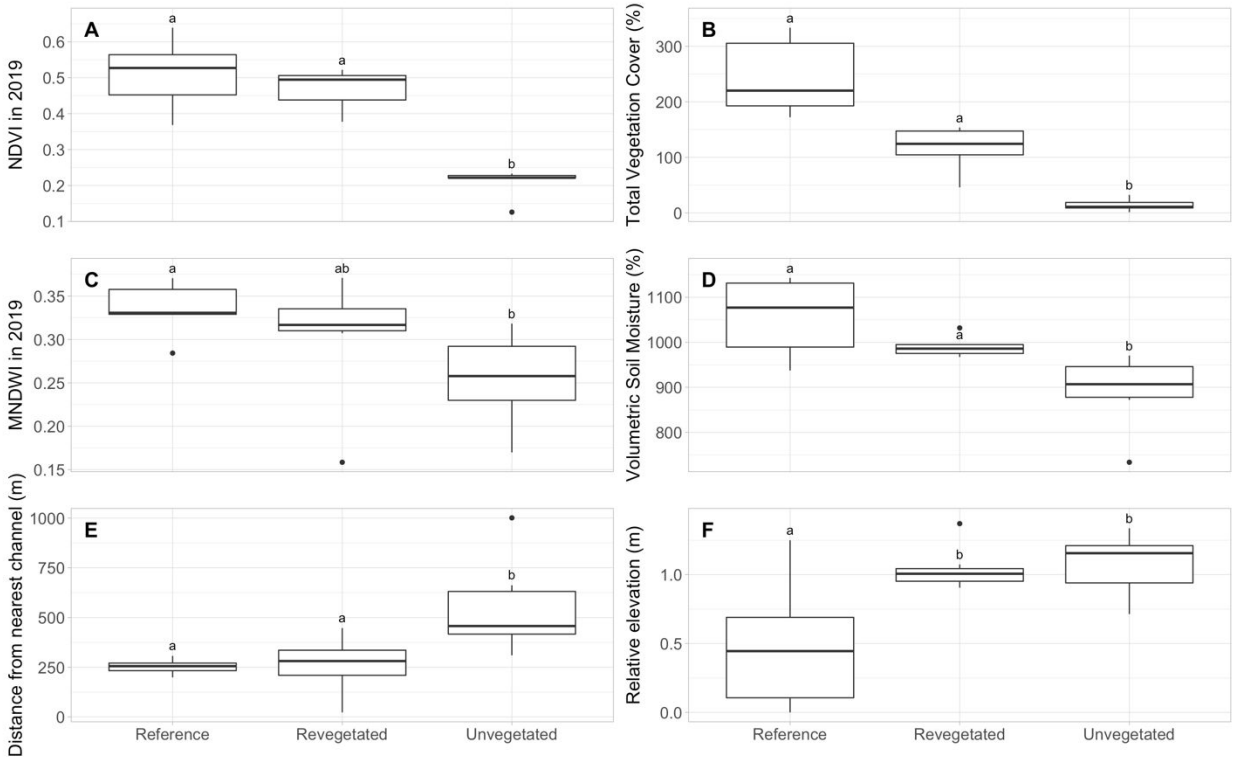 A
NDVI in 2019
0.6
0.5
0.4
0.3
0.2
0.1
a
a
b
B
Total Vegetation Cover (%)
300
200
100
0
a
a
b
C
MNDWI in 2019
0.35
0.30
0.25
0.20
0.15
a
ab
b
D
Volumetric Soil Moisture (%)
1100
1000
900
800
a
a
b
E
Distance from nearest channel (m)
1000
750
500
250
0
a
a
b
Reference Revegetated Unvegetated
F
Relative elevation (m)
1.0
0.5
0.0
a
b
b
Reference Revegetated Unvegetated